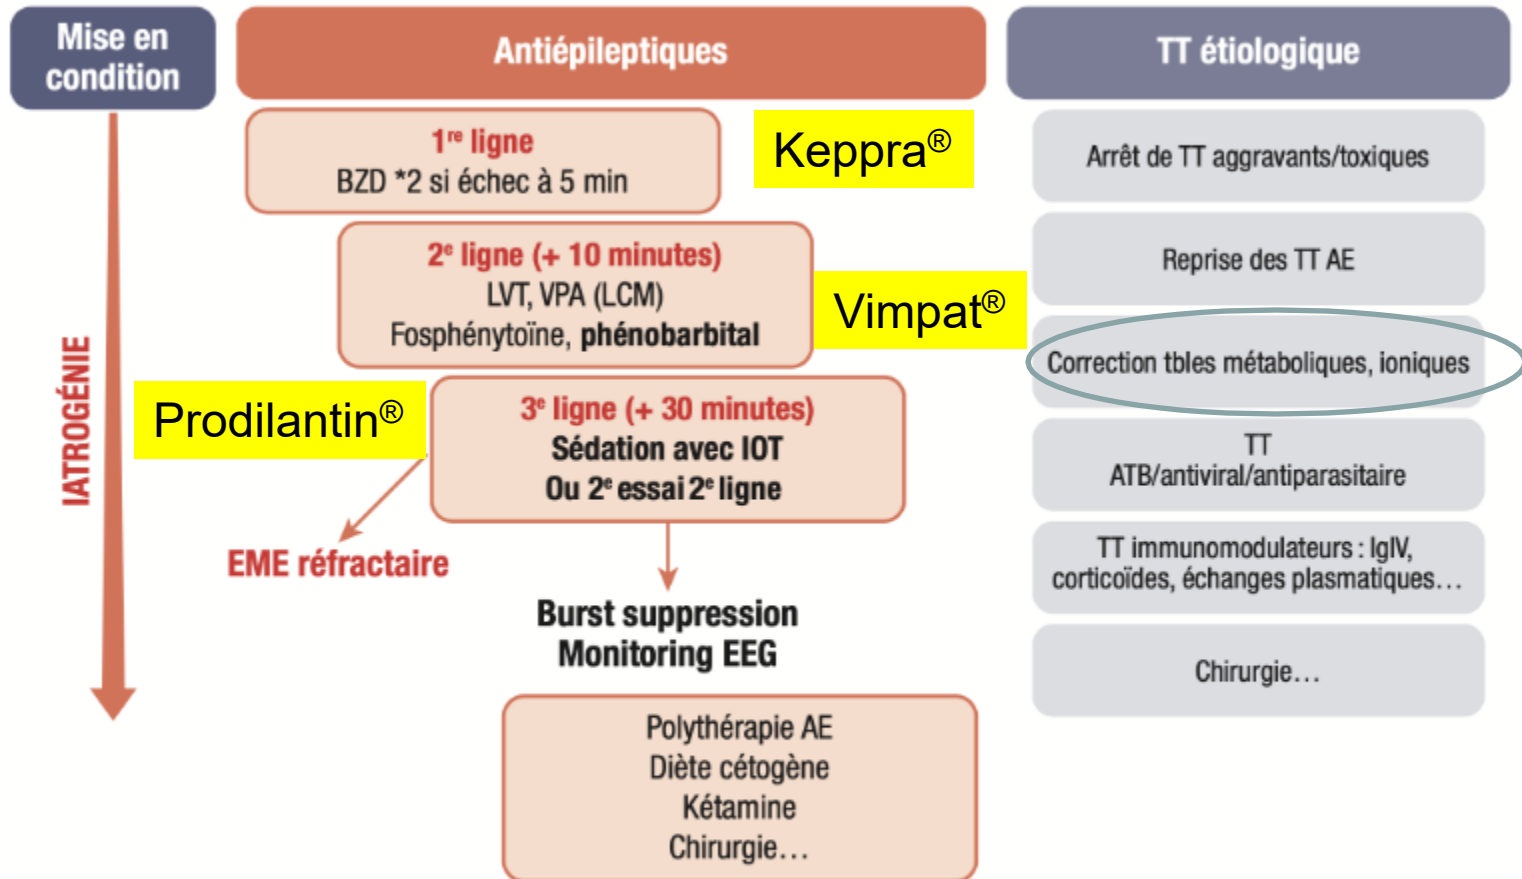 Mise en
condition
Antiépileptiques
TT étiologique
1re ligne
BZD *2 si échec à 5 min
Keppra®
2e ligne (+ 10 minutes)
LVT, VPA (LCM)
Fosphénytoïne, phénobarbital
Vimpat®
Prodilantin®
3e ligne (+ 30 minutes)
Sédation avec IOT
Ou 2e essai 2e ligne
IATROGÉNIE
EME réfractaire
Burst suppression
Monitoring EEG
Polythérapie AE
Diète cétogène
Kétamine
Chirurgie…
Arrêt de TT aggravants/toxiques
Reprise des TT AE
Correction tbles métaboliques, ioniques
TT
ATB/antiviral/antiparasitaire
TT immunomodulateurs : IgIV,
corticoïdes, échanges plasmatiques…
Chirurgie…